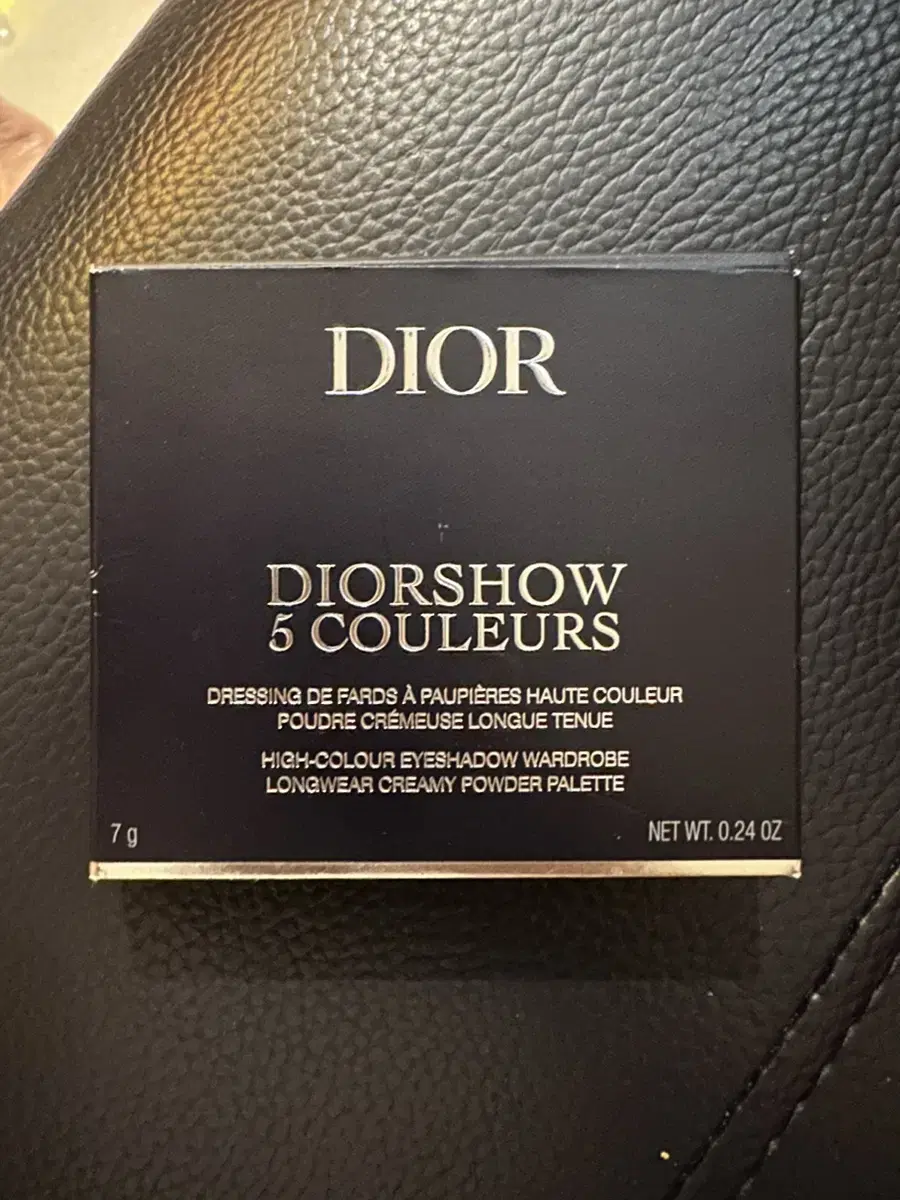 DIOR
DIORSHOW
5 COULEURS
DRESSING DE FARDS À PAUPIÈRES HAUTE COULEUR
POUDRE CRÉMEUSE LONGUE TENUE
HIGH-COLOUR EYESHADOW WARDROBE
LONGWEAR CREAMY POWDER PALETTE
7 g
NET WT. 0.24 OZ